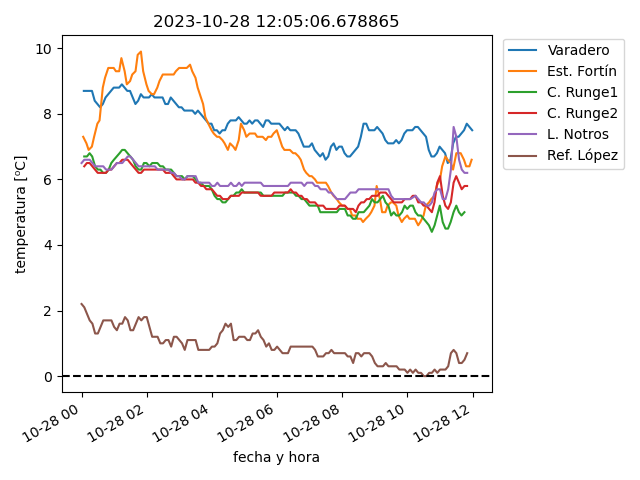 2023-10-28 12:05:06.678865
Varadero
Est. Fortín
C. Runge1
C. Runge2
L. Notros
Ref. López
temperatura [ºC]
10
8
6
4
2
0
10-28 00
10-28 02
10-28 04
10-28 06
10-28 08
10-28 10
10-28 12
fecha y hora